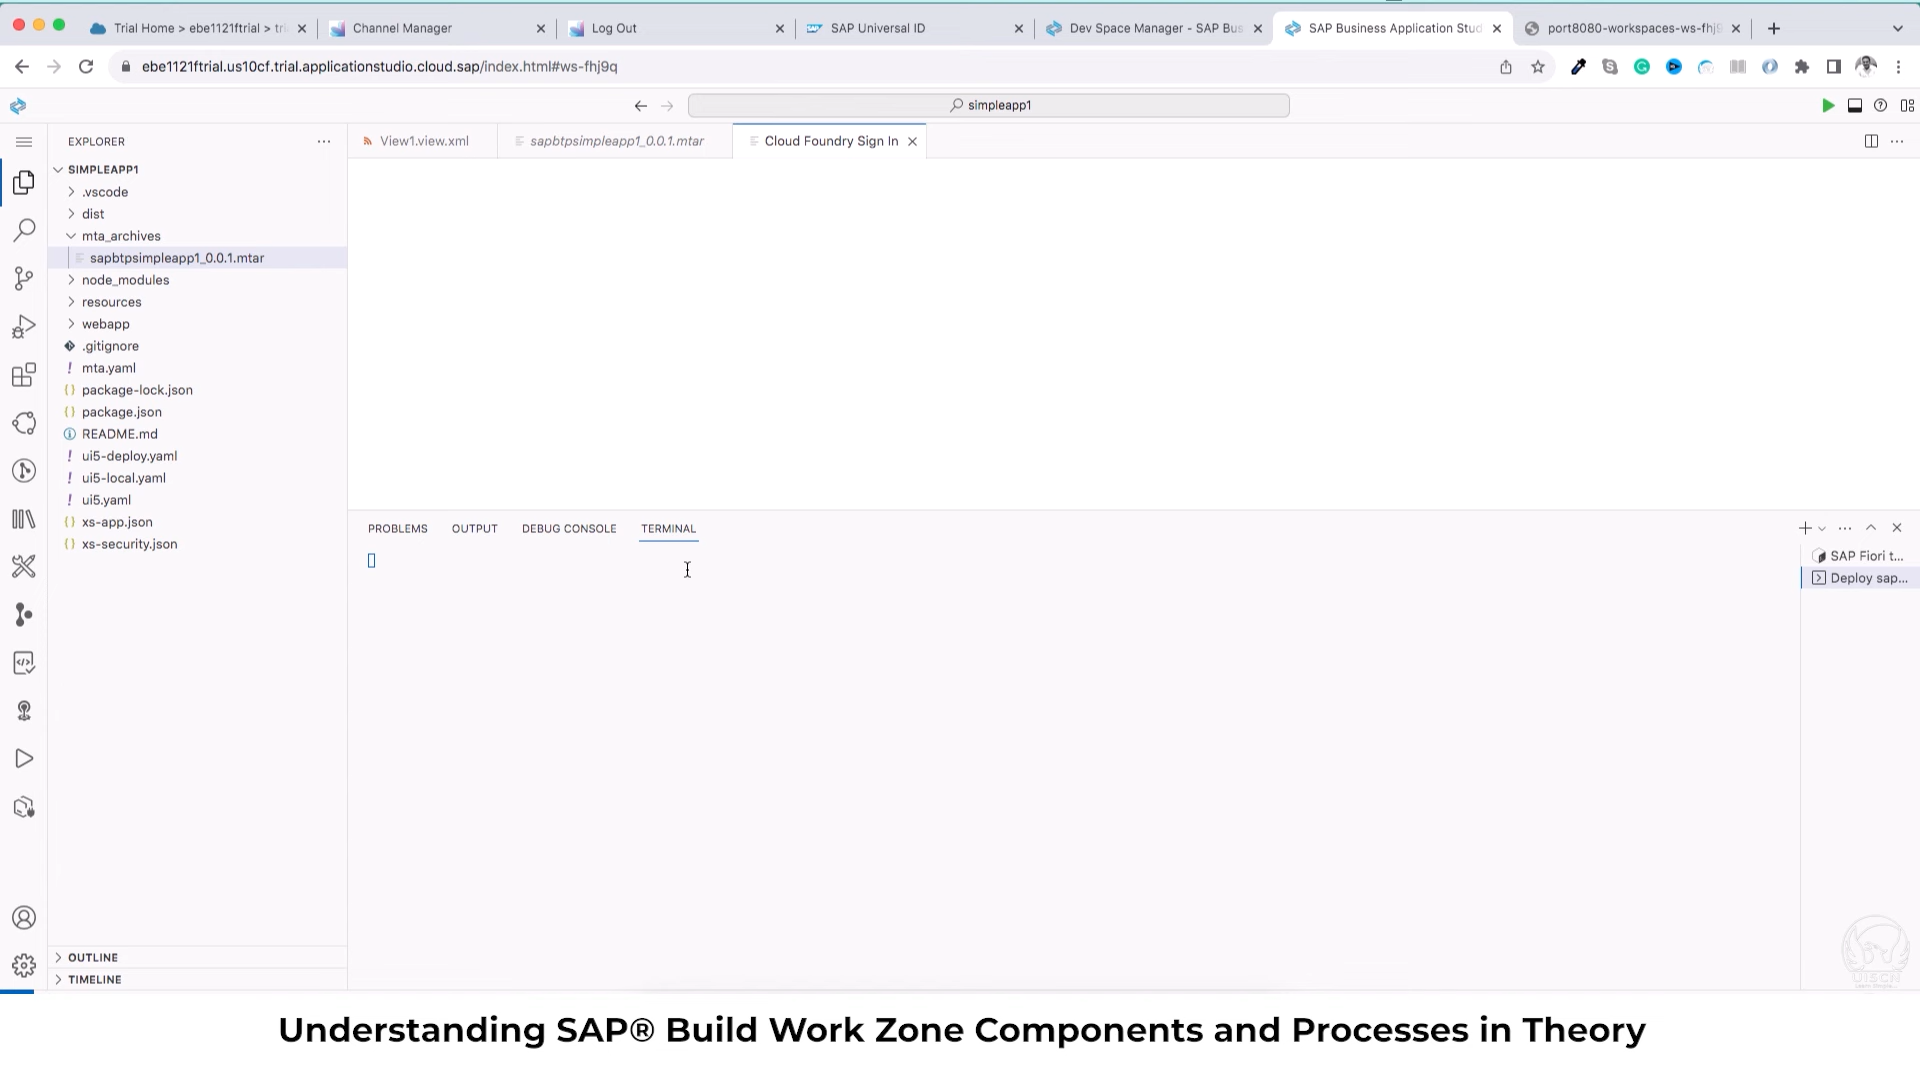 Trial Home > ebe1121ftrial > tri
Channel Manager
Log Out
SAP Universal ID
Dev Space Manager - SAP Bus
SAP Business Application Stud
port8080-workspaces-ws-fhj9
ebe1121ftrial.us10cf.trial.applicationstudio.cloud.sap/index.html#ws-fhj9q
simpleapp1
EXPLORER
View1.view.xml
sapbtpsimpleapp1_0.0.1.mtar
Cloud Foundry Sign In
SIMPLEAPP1
.vscode
dist
mta_archives
sapbtpsimpleapp1_0.0.1.mtar
node_modules
resources
webapp
.gitignore
mta.yaml
package-lock.json
package.json
README.md
ui5-deploy.yaml
ui5-local.yaml
ui5.yaml
xs-app.json
xs-security.json
PROBLEMS
OUTPUT
DEBUG CONSOLE
TERMINAL
SAP Fiori t...
Deploy sap...
OUTLINE
TIMELINE
UI5CN
Understanding SAP® Build Work Zone Components and Processes in Theory